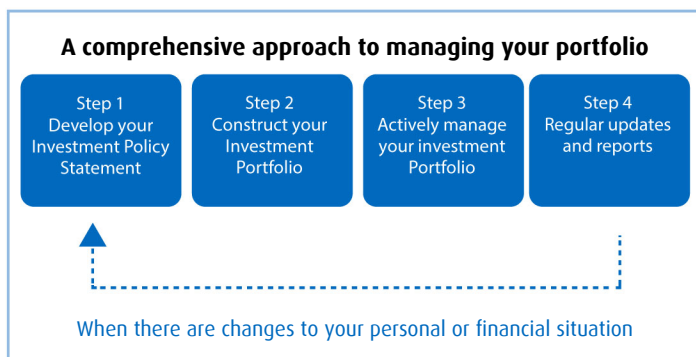 A comprehensive approach to managing your portfolio
Step 1
Develop your
Investment Policy
Statement
Step 2
Construct your
Investment
Portfolio
Step 3
Actively manage
your investment
Portfolio
Step 4
Regular updates
and reports
When there are changes to your personal or financial situation